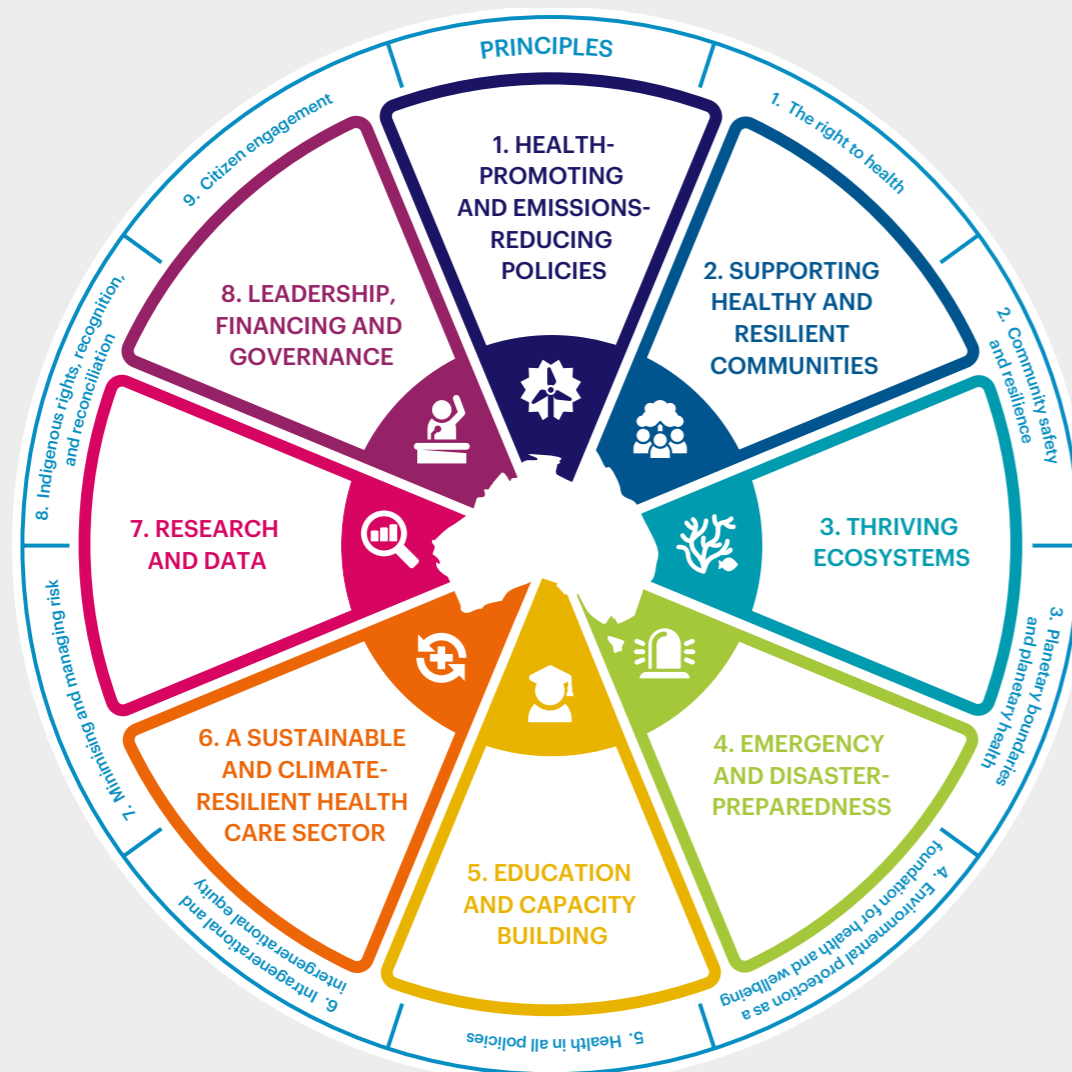 PRINCIPLES
1. The right to health
2. Community safety
and resilience
3. Planetary boundaries
and planetary health
4. Environmental protection as a
foundation for health and wellbeing
5. Health in all policies
6. Intragenerational and
intergenerational equity
7. Minimising and managing risk
8. Indigenous rights, recognition,
and reconciliation
9. Citizen engagement
1. HEALTH-
PROMOTING
AND EMISSIONS-
REDUCING
POLICIES
2. SUPPORTING
HEALTHY AND
RESILIENT
COMMUNITIES
3. THRIVING
ECOSYSTEMS
4. EMERGENCY
AND DISASTER-
PREPAREDNESS
5. EDUCATION
AND CAPACITY
BUILDING
6. A SUSTAINABLE
AND CLIMATE-
RESILIENT HEALTH
CARE SECTOR
7. RESEARCH
AND DATA
8. LEADERSHIP,
FINANCING AND
GOVERNANCE